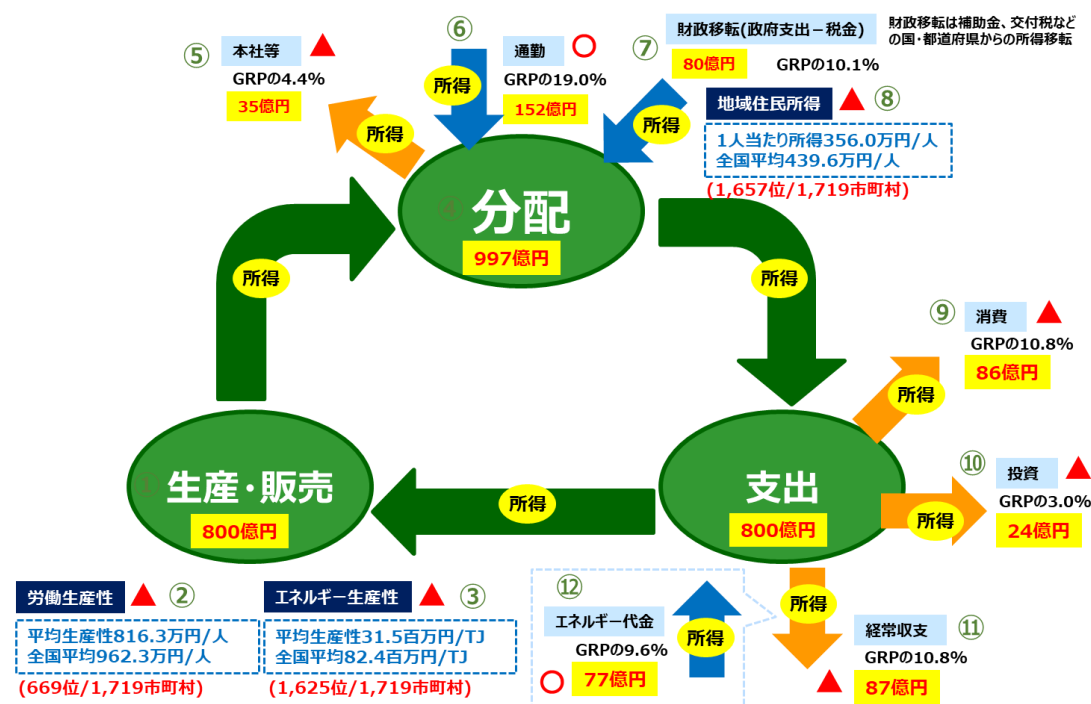 ⑤
本社等
GRPの4.4%
35億円
所得
⑥
所得
通勤
GRPの19.0%
152億円
⑦
財政移転(政府支出－税金)
80億円
GRPの10.1%
所得
財政移転は補助金、交付税など
の国・都道府県からの所得移転
地域住民所得
⑧
1人当たり所得356.0万円/人
全国平均439.6万円/人
(1,657位/1,719市町村)
④
分配
997億円
所得
所得
⑨
消費
GRPの10.8%
86億円
所得
⑩
投資
GRPの3.0%
24億円
所得
①
生産・販売
800億円
所得
支出
800億円
労働生産性
②
平均生産性816.3万円/人
全国平均962.3万円/人
(669位/1,719市町村)
エネルギー生産性
③
平均生産性31.5百万円/TJ
全国平均82.4百万円/TJ
(1,625位/1,719市町村)
⑫
エネルギー代金
GRPの9.6%
77億円
所得
所得
経常収支
⑪
GRPの10.8%
87億円